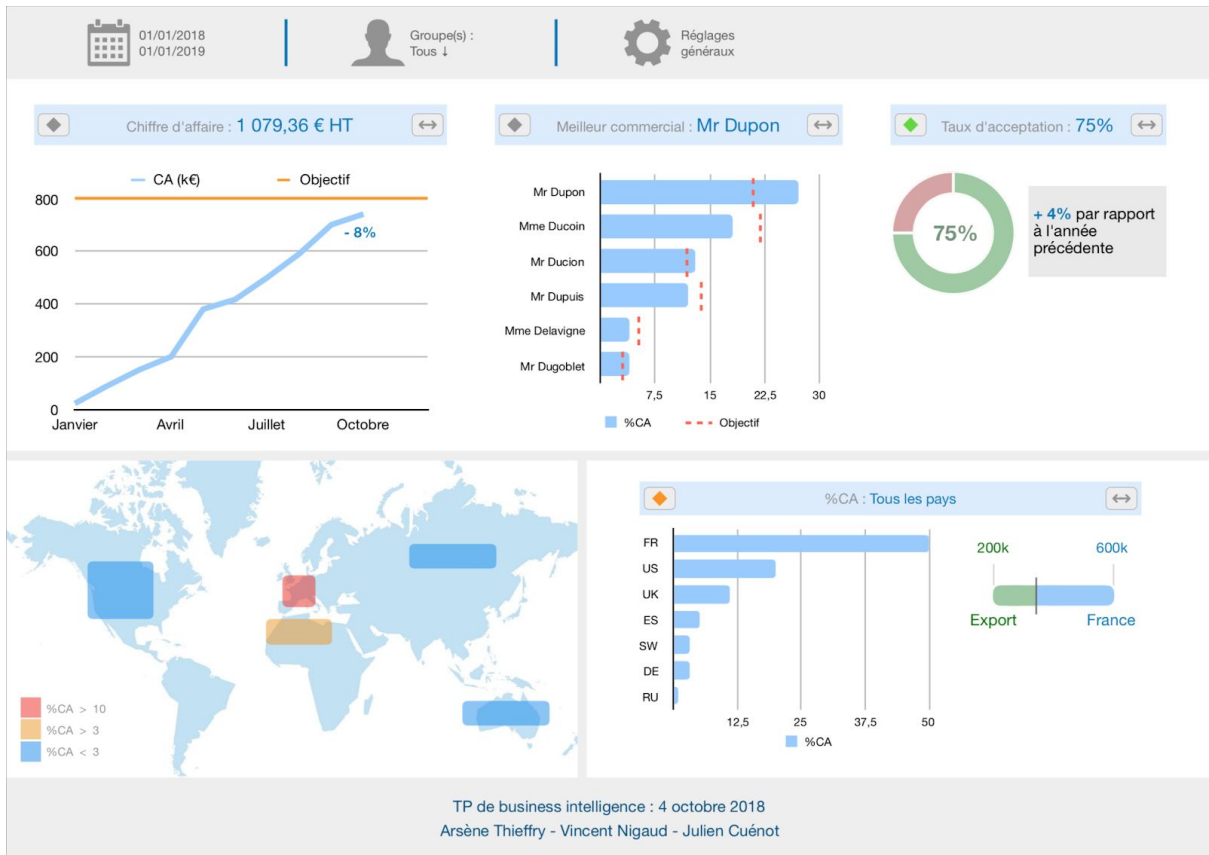 01/01/2018
01/01/2019
Groupe(s) :
Tous ↓
Réglages
généraux
Chiffre d'affaire : 1 079,36 € HT
CA (k€)
Objectif
800
600
400
200
0
- 8%
Janvier
Avril
Juillet
Octobre
Meilleur commercial : Mr Dupon
Mr Dupon
Mme Ducoin
Mr Ducion
Mr Dupuis
Mme Delavigne
Mr Dugoblet
7,5
15
22,5
30
%CA
Objectif
Taux d'acceptation : 75%
75%
+ 4% par rapport
à l'année
précédente
%CA > 10
%CA > 3
%CA < 3
%CA : Tous les pays
FR
US
UK
ES
SW
DE
RU
12,5
25
37,5
50
%CA
200k
600k
Export
France
TP de business intelligence : 4 octobre 2018
Arsène Thieffry - Vincent Nigaud - Julien Cuénot